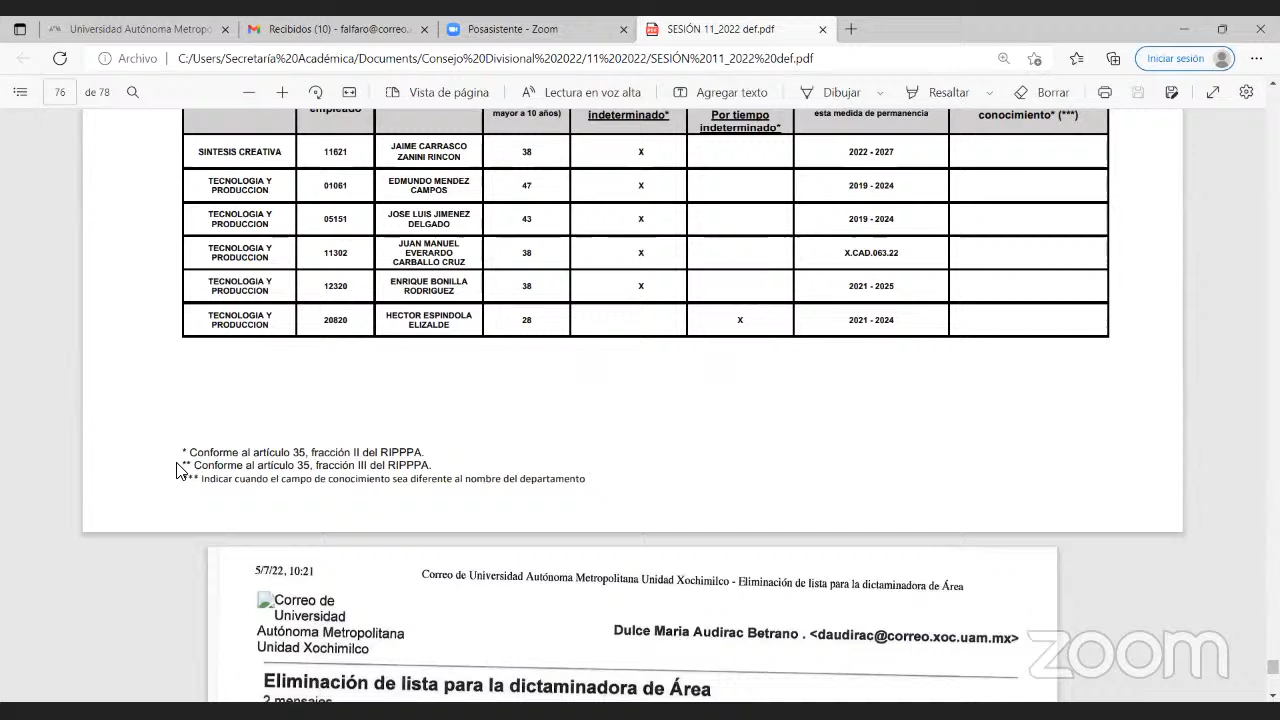 Universidad Autónoma Metropo
Recibidos (10) - falfaro@correo.
Posasistente - Zoom
SESIÓN 11_2022 def.pdf
Archivo
C:/Users/Secretaría%20Académica/Documents/Consejo%20Divisional%202022/11%202022/SESIÓN%2011_2022%20def.pdf
Iniciar sesión
76 de 78
Vista de página
Lectura en voz alta
Agregar texto
Dibujar
Resaltar
Borrar
mayor a 10 años)
indeterminado*
Por tiempo
indeterminado*
esta medida de permanencia
conocimiento* (***)
SINTESIS CREATIVA 11621 JAIME CARRASCO ZANINI RINCON 38 X 2022 - 2027
TECNOLOGIA Y PRODUCCION 01061 EDMUNDO MENDEZ CAMPOS 47 X 2019 - 2024
TECNOLOGIA Y PRODUCCION 05151 JOSE LUIS JIMENEZ DELGADO 43 X 2019 - 2024
TECNOLOGIA Y PRODUCCION 11302 JUAN MANUEL EVERARDO CARBALLO CRUZ 38 X X.CAD.063.22
TECNOLOGIA Y PRODUCCION 12320 ENRIQUE BONILLA RODRIGUEZ 38 X 2021 - 2025
TECNOLOGIA Y PRODUCCION 20820 HECTOR ESPINDOLA ELIZALDE 28 X 2021 - 2024
* Conforme al artículo 35, fracción II del RIPPPA.
** Conforme al artículo 35, fracción III del RIPPPA.
*** Indicar cuando el campo de conocimiento sea diferente al nombre del departamento
5/7/22, 10:21
Correo de Universidad Autónoma Metropolitana Unidad Xochimilco - Eliminación de lista para la dictaminadora de Área
Correo de
Universidad
Autónoma Metropolitana
Unidad Xochimilco
Dulce Maria Audirac Betrano . <daudirac@correo.xoc.uam.mx>
Eliminación de lista para la dictaminadora de Área
2 mensajes
zoom